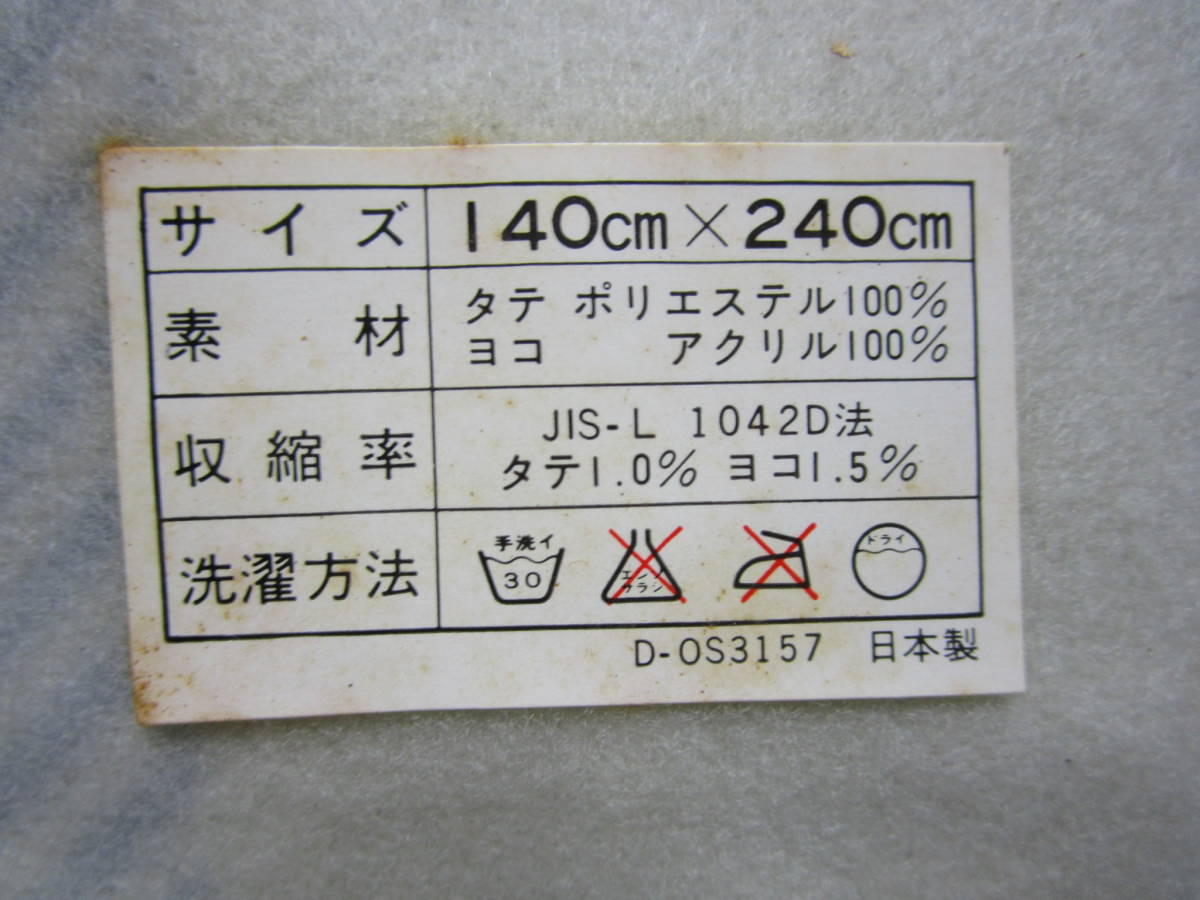 サイズ 140cm×240cm
素材 タテ ポリエステル100%
ヨコ アクリル100%
収縮率 JIS-L 1042D法
タテ1.0% ヨコ1.5%
洗濯方法 手洗イ 30 エンソサラシ ドライ
D-OS3157 日本製